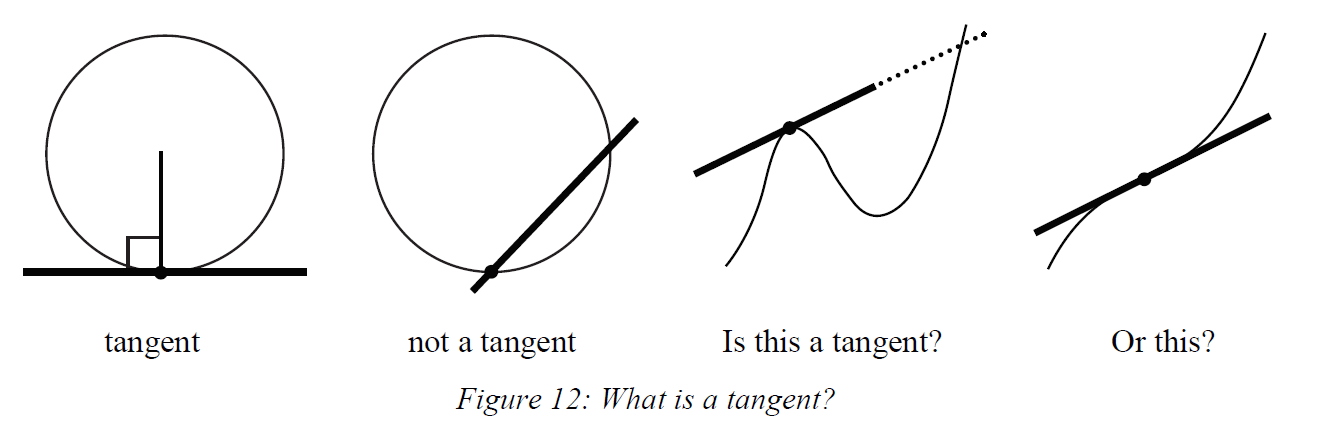 tangent
not a tangent
Is this a tangent?
Or this?
Figure 12: What is a tangent?